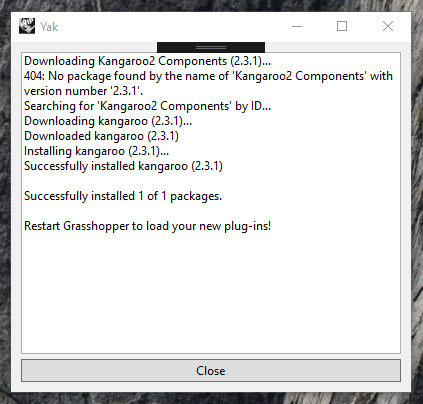 Yak
Downloading Kangaroo2 Components (2.3.1)...
404: No package found by the name of 'Kangaroo2 Components' with
version number '2.3.1'.
Searching for 'Kangaroo2 Components' by ID...
Downloading kangaroo (2.3.1)...
Downloaded kangaroo (2.3.1)
Installing kangaroo (2.3.1)...
Successfully installed kangaroo (2.3.1)
Successfully installed 1 of 1 packages.
Restart Grasshopper to load your new plug-ins!
Close